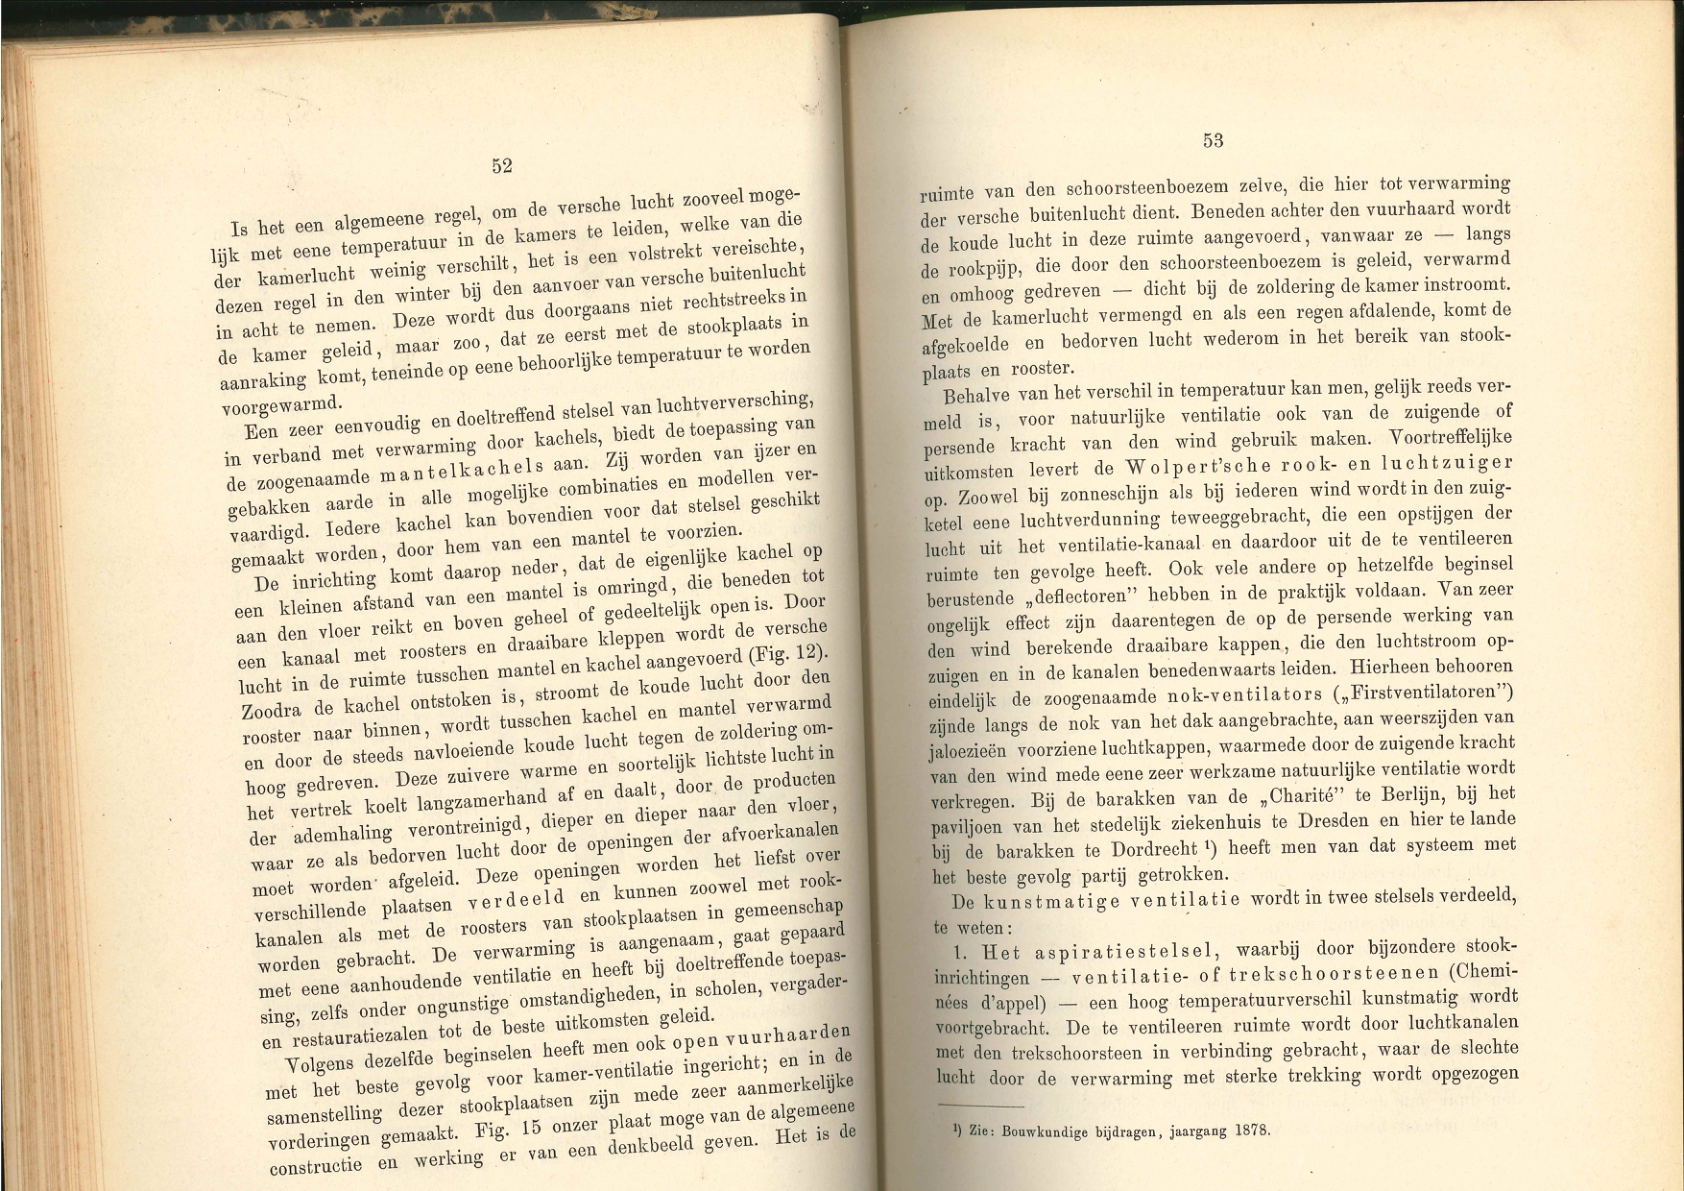 52
Is het een algemeene regel, om de versche lucht zooveel moge-
lijk met eene temperatuur in de kamers te leiden, welke van die
der kamerlucht weinig verschilt, het is een volstrekt vereischte,
dezen regel in den winter bij den aanvoer van versche buitenlucht
in acht te nemen. Deze wordt dus doorgaans niet rechtstreeks in
de kamer geleid, maar zoo, dat ze eerst met de stookplaats in
aanraking komt, teneinde op eene behoorlijke temperatuur te worden
voorgewarmd.
Een zeer eenvoudig en doeltreffend stelsel van luchtverversching,
in verband met verwarming door kachels, biedt de toepassing van
de zoogenaamde mantelkachels aan. Zij worden van ijzer en
gebakken aarde in alle mogelijke combinaties en modellen ver-
vaardigd. Iedere kachel kan bovendien voor dat stelsel geschikt
gemaakt worden, door hem van een mantel te voorzien.
De inrichting komt daarop neder, dat de eigenlijke kachel op
een kleinen afstand van een mantel is omringd, die beneden tot
aan den vloer reikt en boven geheel of gedeeltelijk open is. Door
een kanaal met roosters en draaibare kleppen wordt de versche
lucht in de ruimte tusschen mantel en kachel aangevoerd (Fig. 12).
Zoodra de kachel ontstoken is, stroomt de koude lucht door den
rooster naar binnen, wordt tusschen kachel en mantel verwarmd
en door de steeds navloeiende koude lucht tegen de zoldering om-
hoog gedreven. Deze zuivere warme en soortelijk lichtste lucht in
het vertrek koelt langzamerhand af en daalt, door de producten
der ademhaling verontreinigd, dieper en dieper naar den vloer,
waar ze als bedorven lucht door de openingen der afvoerkanalen
moet worden afgeleid. Deze openingen worden het liefst over
verschillende plaatsen verdeeld en kunnen zoowel met rook-
kanalen als met de roosters van stookplaatsen in gemeenschap
worden gebracht. De verwarming is aangenaam, gaat gepaard
met eene aanhoudende ventilatie en heeft bij doeltreffende toepas-
sing, zelfs onder ongunstige omstandigheden, in scholen, vergader-
en restauratiezalen tot de beste uitkomsten geleid.
Volgens dezelfde beginselen heeft men ook open vuurhaarden
met het beste gevolg voor kamer-ventilatie ingericht; en in de
samenstelling dezer stookplaatsen zijn mede zeer aanmerkelijke
vorderingen gemaakt. Fig. 15 onzer plaat moge van de algemeene
constructie en werking er van een denkbeeld geven. Het is de
53
ruimte van den schoorsteenboezem zelve, die hier tot verwarming
der versche buitenlucht dient. Beneden achter den vuurhaard wordt
de koude lucht in deze ruimte aangevoerd, vanwaar ze — langs
de rookpijp, die door den schoorsteenboezem is geleid, verwarmd
en omhoog gedreven — dicht bij de zoldering de kamer instroomt.
Met de kamerlucht vermengd en als een regen afdalende, komt de
afgekoelde en bedorven lucht wederom in het bereik van stook-
plaats en rooster.
Behalve van het verschil in temperatuur kan men, gelijk reeds ver-
meld is, voor natuurlijke ventilatie ook van de zuigende of
persende kracht van den wind gebruik maken. Voortreffelijke
uitkomsten levert de Wolpert'sche rook- en luchtzuiger
op. Zoowel bij zonneschijn als bij iederen wind wordt in den zuig-
ketel eene luchtverdunning teweeggebracht, die een opstijgen der
lucht uit het ventilatie-kanaal en daardoor uit de te ventileeren
ruimte ten gevolge heeft. Ook vele andere op hetzelfde beginsel
berustende „deflectoren” hebben in de praktijk voldaan. Van zeer
ongelijk effect zijn daarentegen de op de persende werking van
den wind berekende draaibare kappen, die den luchtstroom op-
zuigen en in de kanalen benedenwaarts leiden. Hierheen behooren
eindelijk de zoogenaamde nok-ventilators („Firstventilatoren”)
zijnde langs de nok van het dak aangebrachte, aan weerszijden van
jaloezieën voorziene luchtkappen, waarmede door de zuigende kracht
van den wind mede eene zeer werkzame natuurlijke ventilatie wordt
verkregen. Bij de barakken van de „Charité” te Berlijn, bij het
paviljoen van het stedelijk ziekenhuis te Dresden en hier te lande
bij de barakken te Dordrecht ¹) heeft men van dat systeem met
het beste gevolg partij getrokken.
De kunstmatige ventilatie wordt in twee stelsels verdeeld,
te weten:
1. Het aspiratiestelsel, waarbij door bijzondere stook-
inrichtingen — ventilatie- of trekschoorsteenen (Chemi-
nées d'appel) — een hoog temperatuurverschil kunstmatig wordt
voortgebracht. De te ventileeren ruimte wordt door luchtkanalen
met den trekschoorsteen in verbinding gebracht, waar de slechte
lucht door de verwarming met sterke trekking wordt opgezogen
¹) Zie: Bouwkundige bijdragen, jaargang 1878.